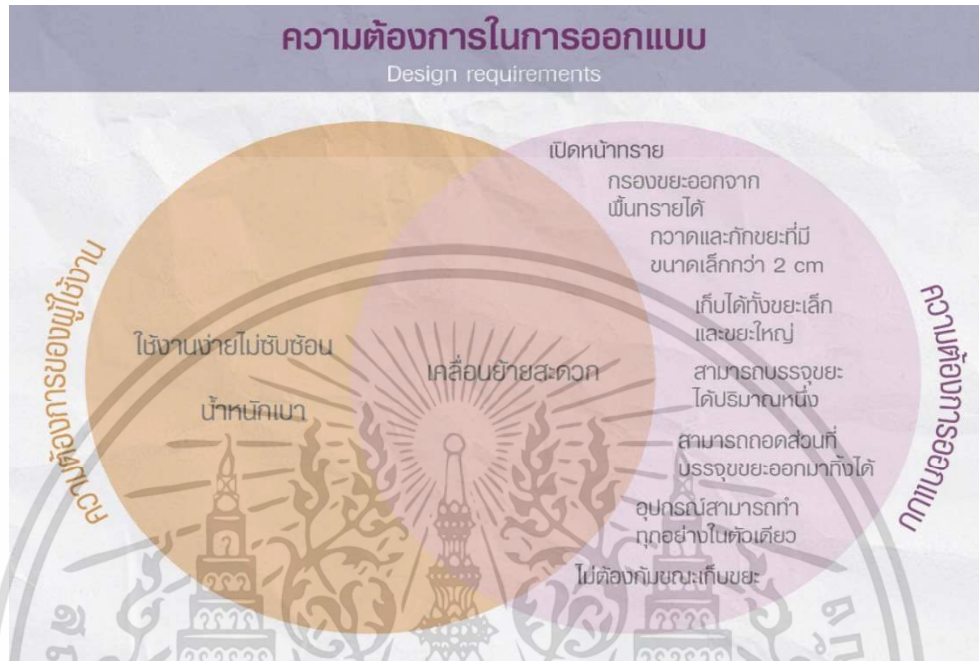 ความต้องการในการออกแบบ
Design requirements
ความต้องการของผู้ใช้งาน
ใช้งานง่ายไม่ซับซ้อน
น้ำหนักเบา
เคลื่อนย้ายสะดวก
เปิดหน้าทราย
กรองขยะออกจาก
พื้นทรายได้
กวาดและกักขยะที่มี
ขนาดเล็กกว่า 2 cm
เก็บได้ทั้งขยะเล็ก
และขยะใหญ่
สามารถบรรจุขยะ
ได้ปริมาณหนึ่ง
สามารถถอดส่วนที่
บรรจุขยะออกมาทิ้งได้
อุปกรณ์สามารถทำ
ทุกอย่างในตัวเดียว
ไม่ต้องก้มขณะเก็บขยะ
ความต้องการออกแบบ